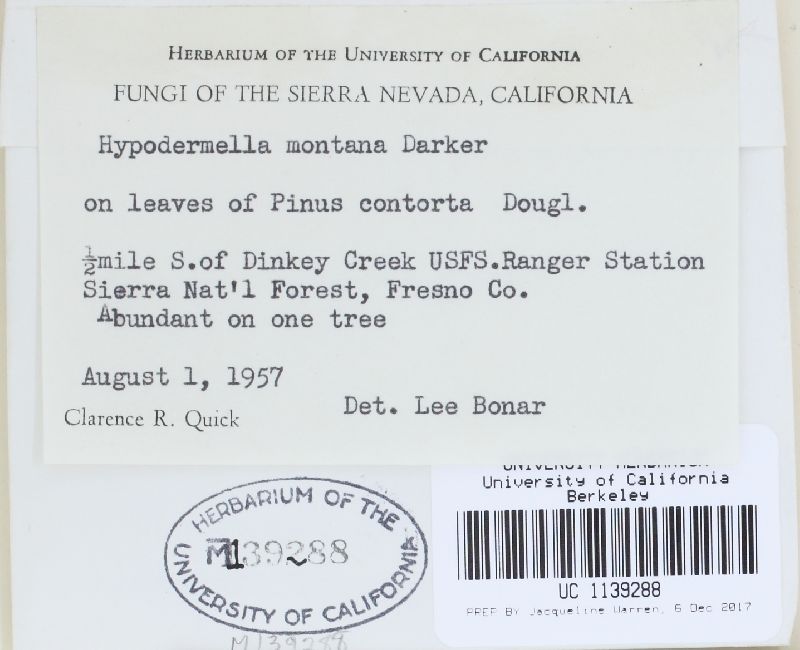 HERBARIUM OF THE UNIVERSITY OF CALIFORNIA
FUNGI OF THE SIERRA NEVADA, CALIFORNIA
Hypodermella montana Darker
on leaves of Pinus contorta Dougl.
½mile S.of Dinkey Creek USFS.Ranger Station
Sierra Nat'l Forest, Fresno Co.
Abundant on one tree
August 1, 1957
Det. Lee Bonar
Clarence R. Quick
HERBARIUM OF THE
M139288
UNIVERSITY OF CALIFORNIA
M139288
UNIVERSITY HERBARIUM
University of California
Berkeley
UC 1139288
PREP BY Jacqueline Warren, 6 Dec 2017